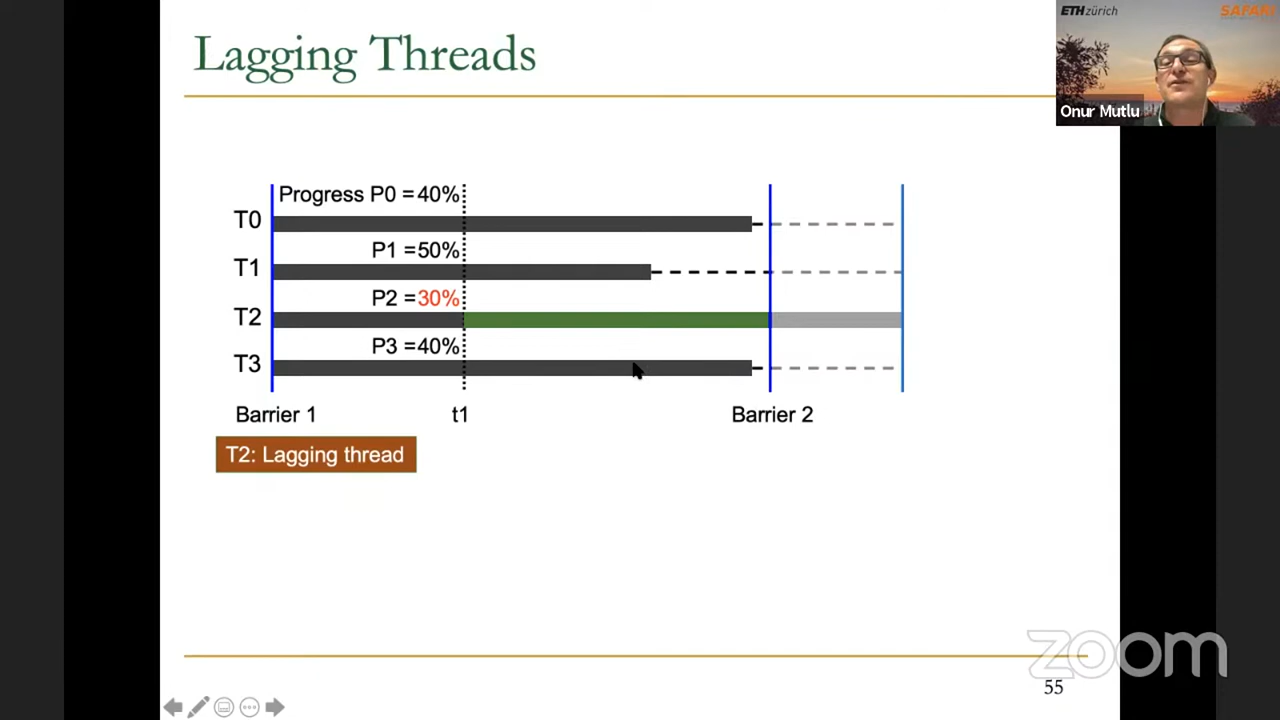 Lagging Threads
ETH zürich
SAFARI
Onur Mutlu
Progress P0 =40%
T0
P1 =50%
T1
P2 =30%
T2
P3 =40%
T3
Barrier 1
t1
Barrier 2
T2: Lagging thread
zoom
55